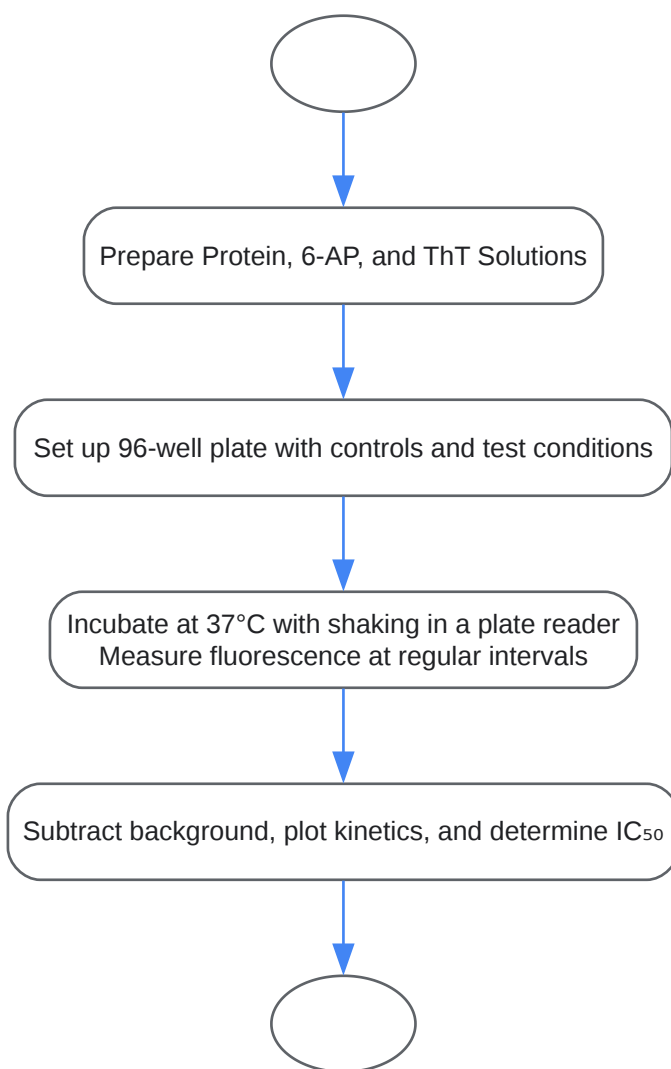 Prepare Protein, 6-AP, and ThT Solutions
Set up 96-well plate with controls and test conditions
Incubate at 37°C with shaking in a plate reader
Measure fluorescence at regular intervals
Subtract background, plot kinetics, and determine IC₅₀